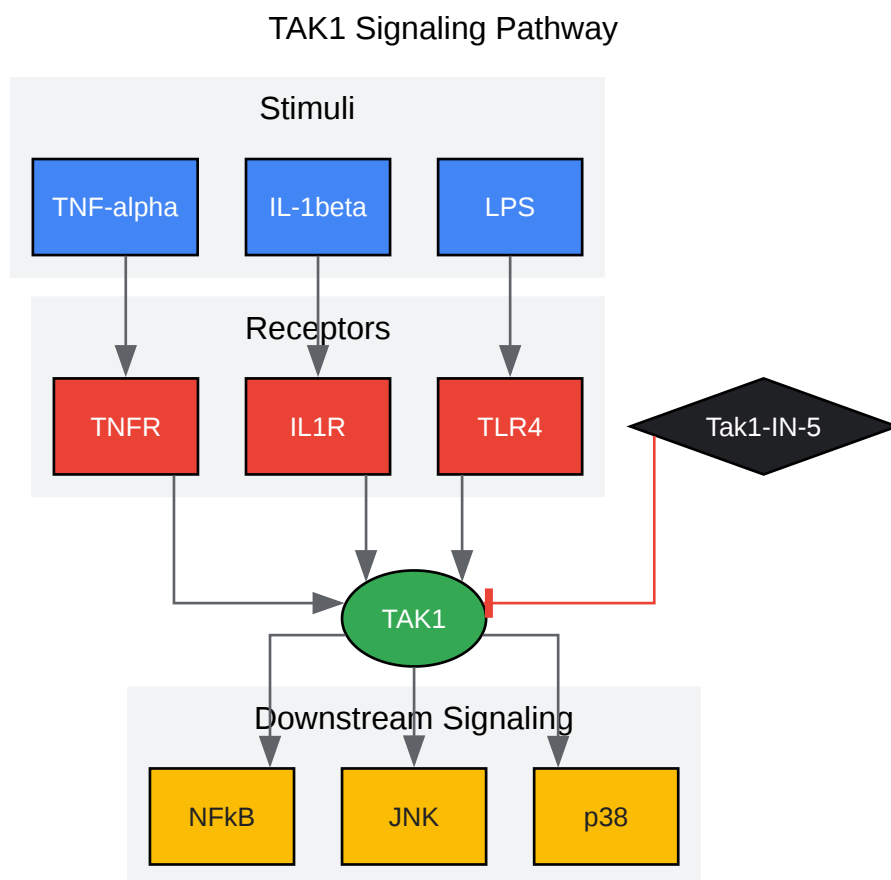 TAK1 Signaling Pathway
Stimuli
TNF-alpha
IL-1beta
LPS
Receptors
TNFR
IL1R
TLR4
Tak1-IN-5
TAK1
Downstream Signaling
NFkB
JNK
p38